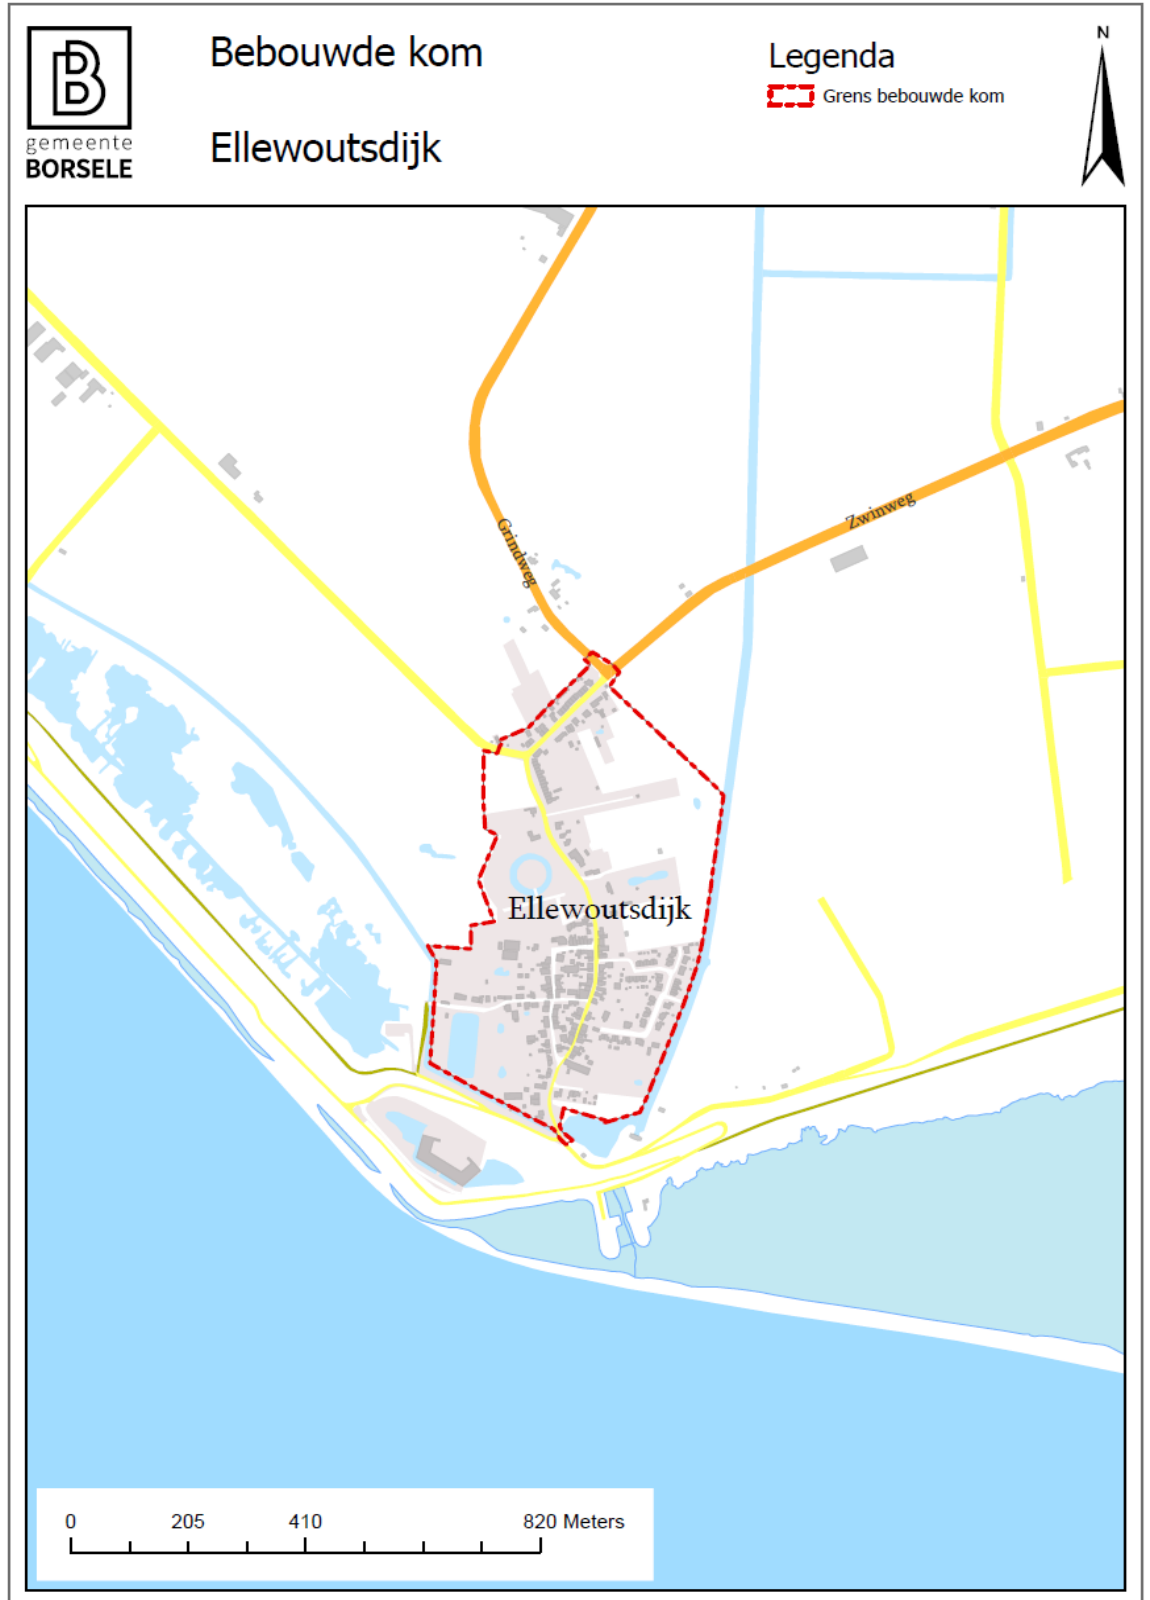 gemeente
BORSELE
Bebouwde kom
Ellewoutsdijk
Legenda
Grens bebouwde kom
N
Grindweg
Zwinweg
Ellewoutsdijk
0 205 410 820 Meters